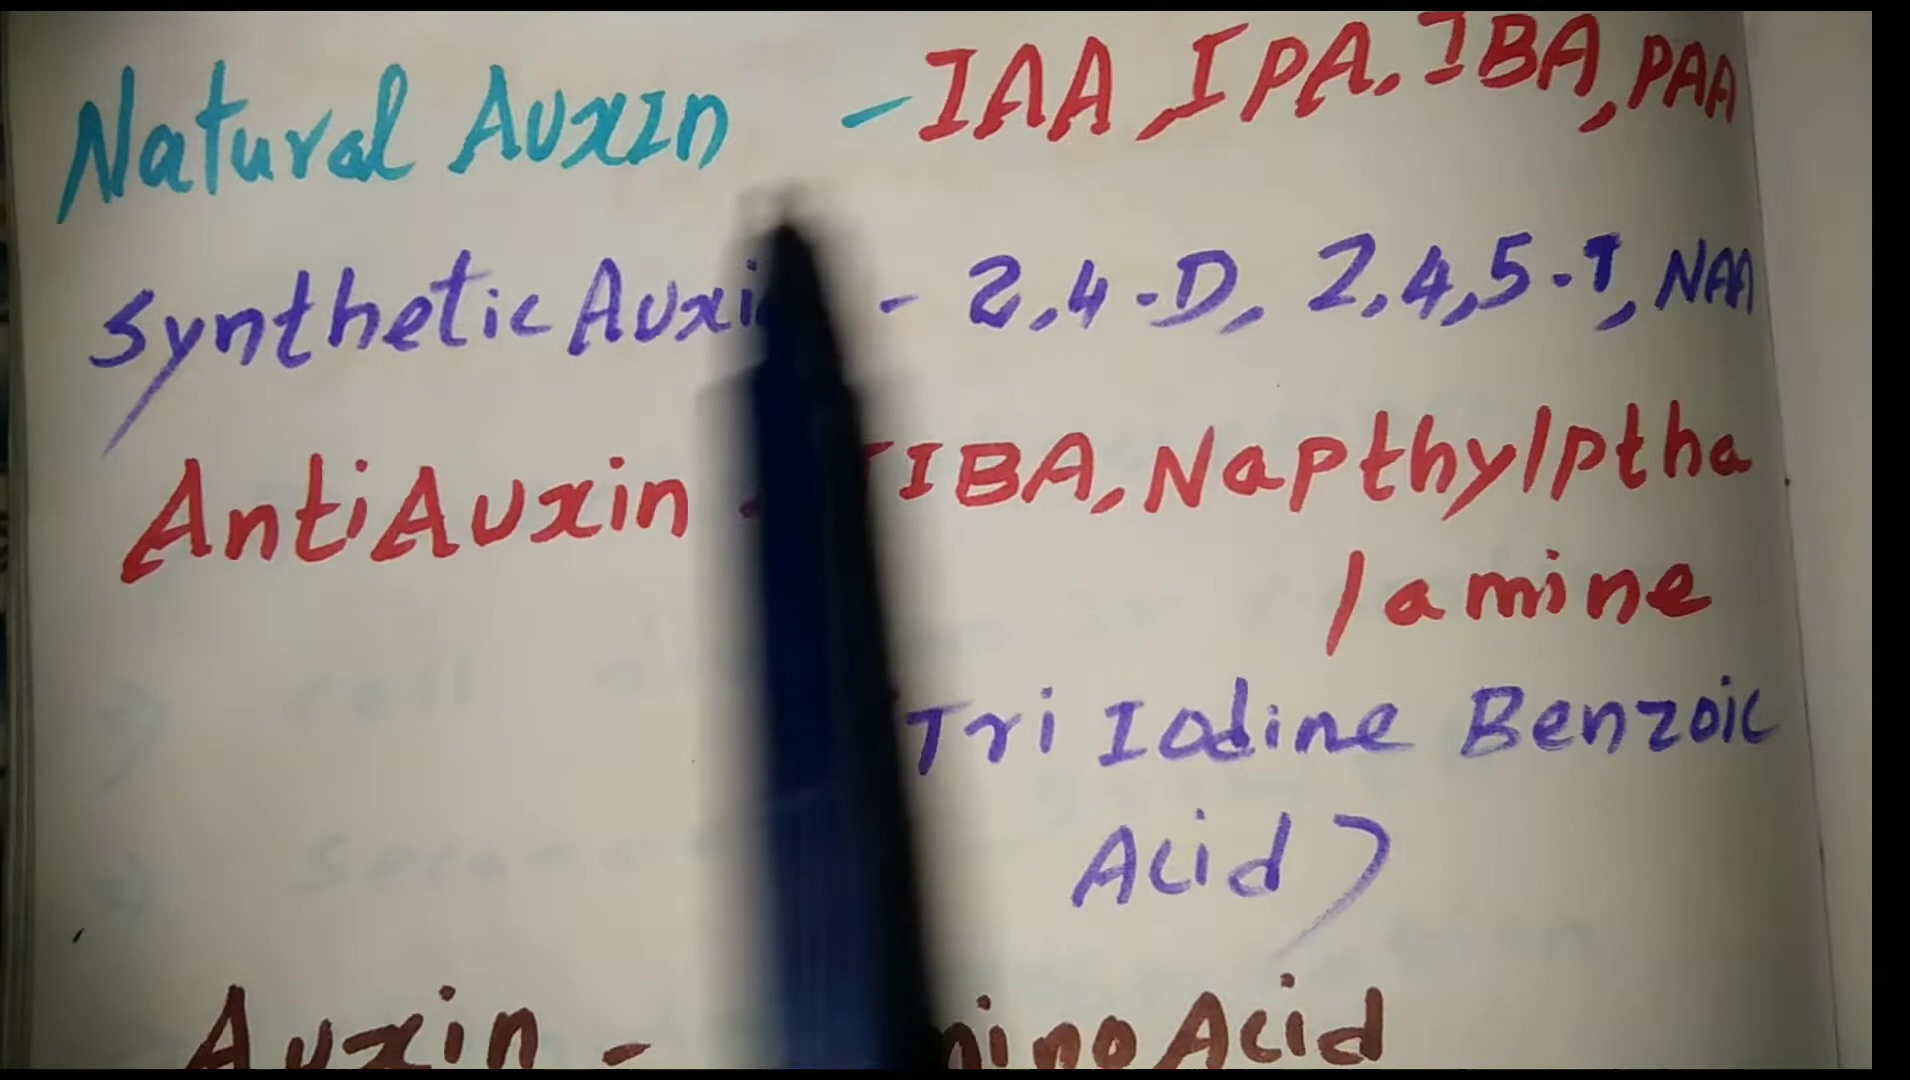 Natural Auxin - IAA, IPA, IBA, PAA
Synthetic Auxi - 2,4-D, 2,4,5-T, NAA
AntiAuxin - TIBA, Napthylptha
lamine
Tri Iodine Benzoic
Acid)
Auxin - Acid